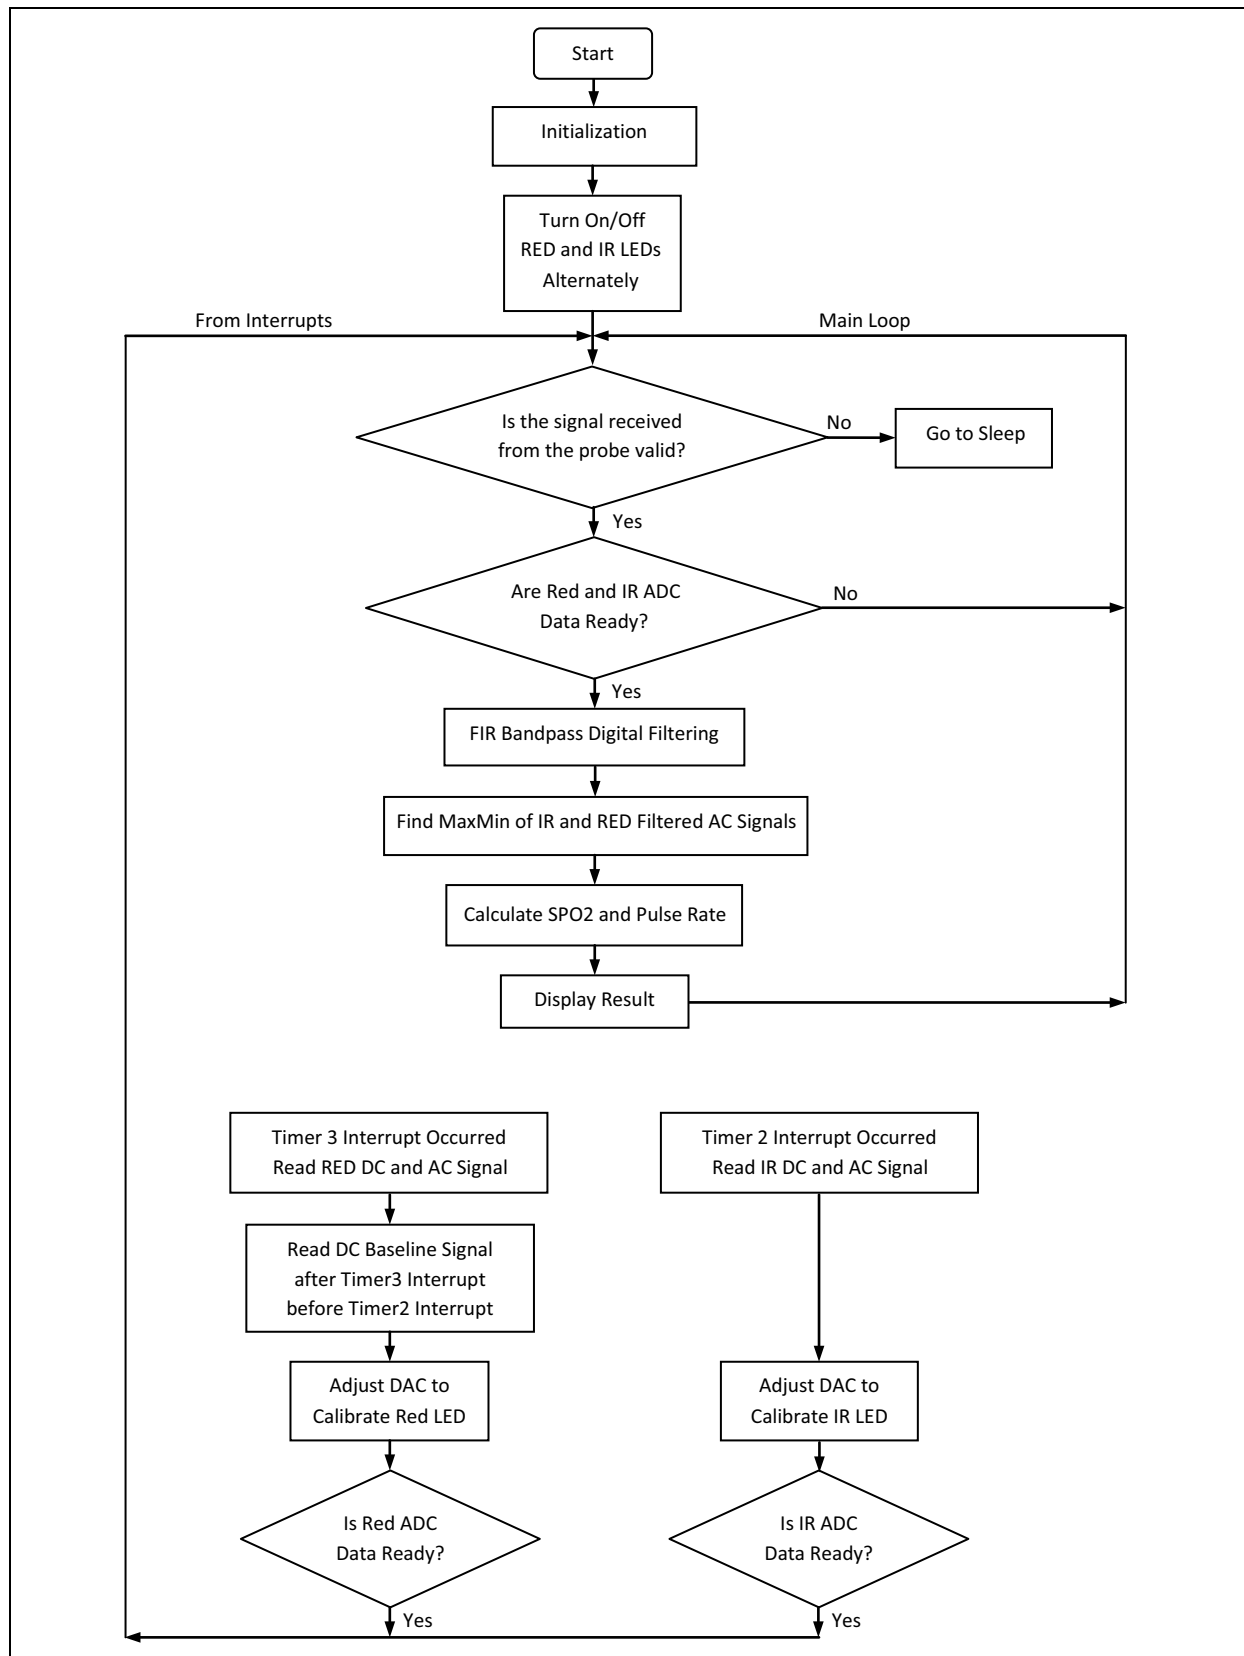 Start
Initialization
Turn On/Off
RED and IR LEDs
Alternately
From Interrupts
Main Loop
Is the signal received
from the probe valid?
No
Go to Sleep
Yes
Are Red and IR ADC
Data Ready?
No
Yes
FIR Bandpass Digital Filtering
Find MaxMin of IR and RED Filtered AC Signals
Calculate SPO2 and Pulse Rate
Display Result
Timer 3 Interrupt Occurred
Read RED DC and AC Signal
Timer 2 Interrupt Occurred
Read IR DC and AC Signal
Read DC Baseline Signal
after Timer3 Interrupt
before Timer2 Interrupt
Adjust DAC to
Calibrate Red LED
Adjust DAC to
Calibrate IR LED
Is Red ADC
Data Ready?
Is IR ADC
Data Ready?
Yes
Yes